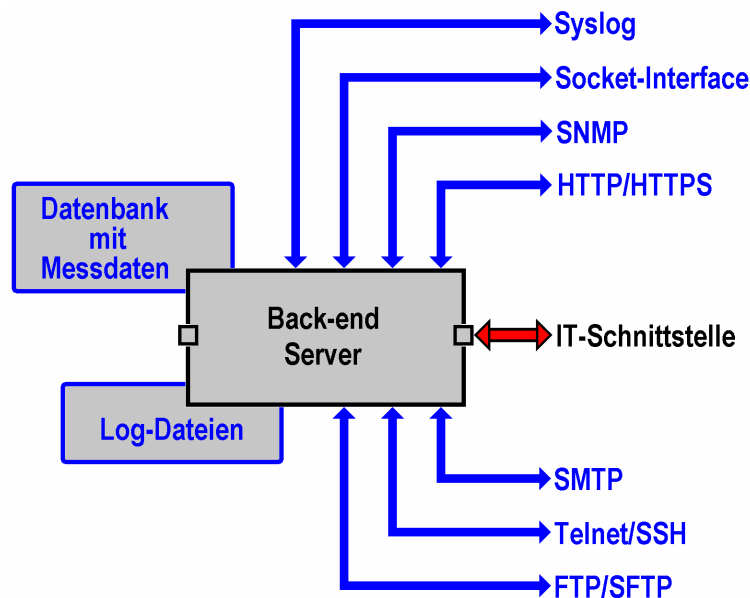 Syslog
Socket-Interface
SNMP
HTTP/HTTPS
Datenbank
mit
Messdaten
Back-end
Server
IT-Schnittstelle
Log-Dateien
SMTP
Telnet/SSH
FTP/SFTP